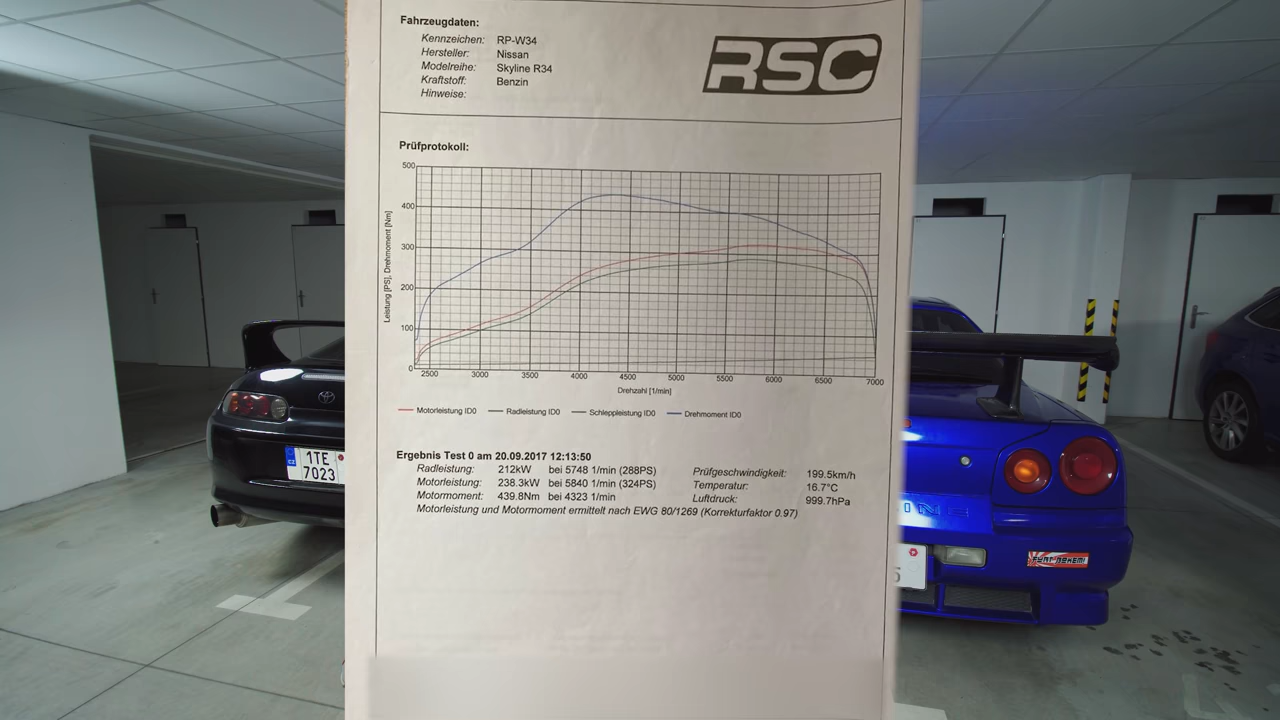 Fahrzeugdaten:
Kennzeichen: RP-W34
Hersteller: Nissan
Modelreihe: Skyline R34
Kraftstoff: Benzin
Hinweise:
RSC
Prüfprotokoll:
500
400
300
200
100
0
Leistung [PS], Drehmoment [Nm]
2500 3000 3500 4000 4500 5000 5500 6000 6500 7000
Drehzahl [1/min]
Motorleistung ID0 Radleistung ID0 Schleppleistung ID0 Drehmoment ID0
Ergebnis Test 0 am 20.09.2017 12:13:50
Radleistung: 212kW bei 5748 1/min (288PS)
Motorleistung: 238.3kW bei 5840 1/min (324PS)
Motormoment: 439.8Nm bei 4323 1/min
Prüfgeschwindigkeit: 199.5km/h
Temperatur: 16.7°C
Luftdruck: 999.7hPa
Motorleistung und Motormoment ermittelt nach EWG 80/1269 (Korrekturfaktor 0.97)
CZ
1TE
7023